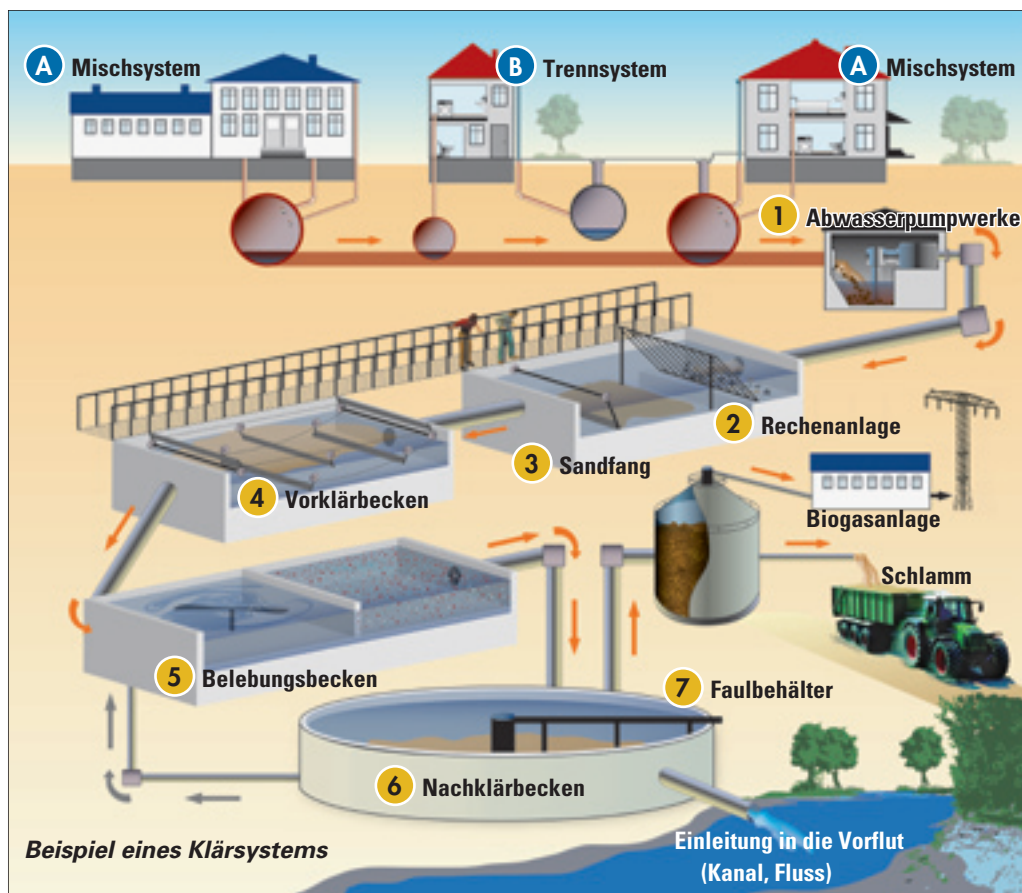 A Mischsystem
B Trennsystem
A Mischsystem
1 Abwasserpumpwerke
2 Rechenanlage
3 Sandfang
4 Vorklärbecken
Biogasanlage
Schlamm
5 Belebungsbecken
7 Faulbehälter
6 Nachklärbecken
Einleitung in die Vorflut
(Kanal, Fluss)
Beispiel eines Klärsystems